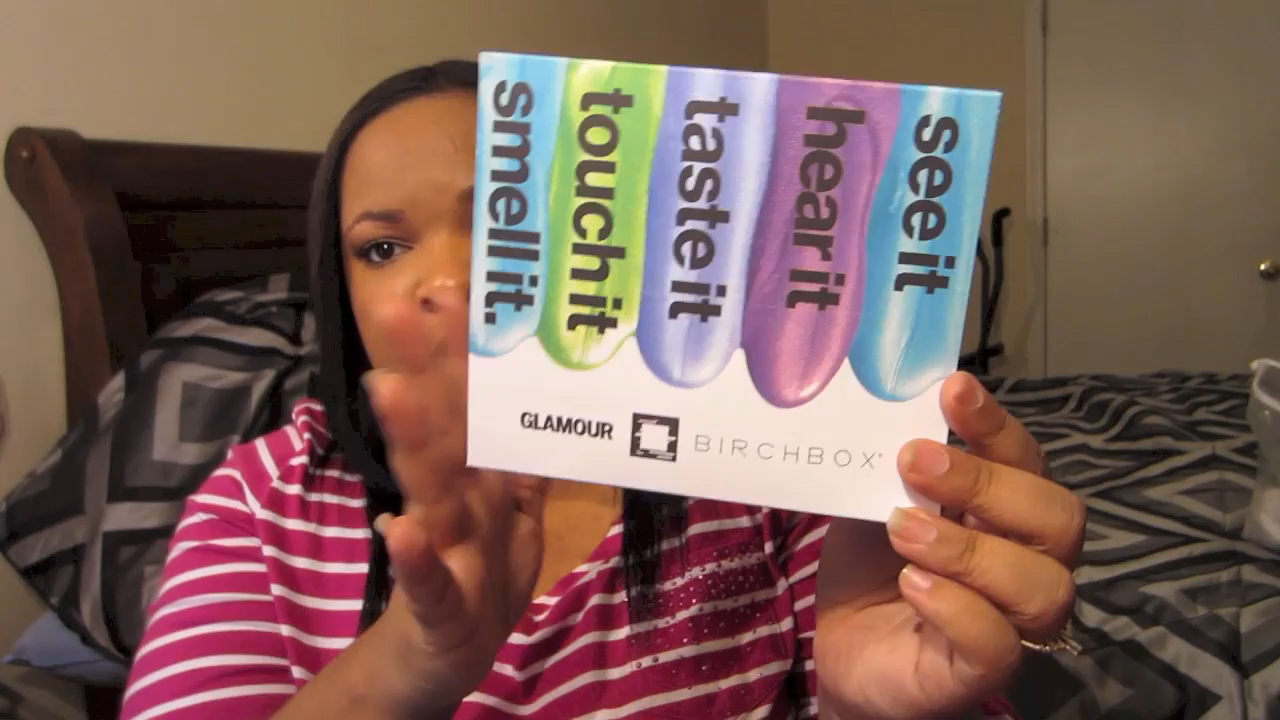 see it
hear it
taste it
touch it
smell it.
GLAMOUR BIRCHBOX